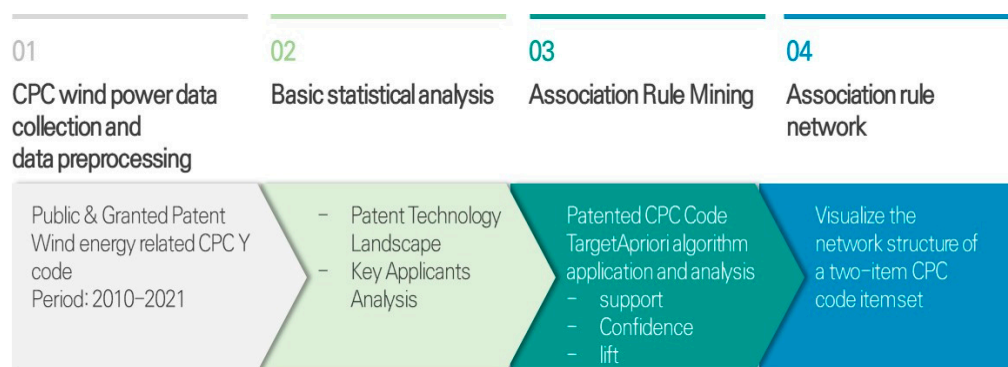 01
CPC wind power data
collection and
data preprocessing
Public & Granted Patent
Wind energy related CPC Y
code
Period: 2010-2021
02
Basic statistical analysis
- Patent Technology
Landscape
- Key Applicants
Analysis
03
Association Rule Mining
Patented CPC Code
TargetApriori algorithm
application and analysis
- support
- Confidence
- lift
04
Association rule
network
Visualize the
network structure of
a two-item CPC
code itemset